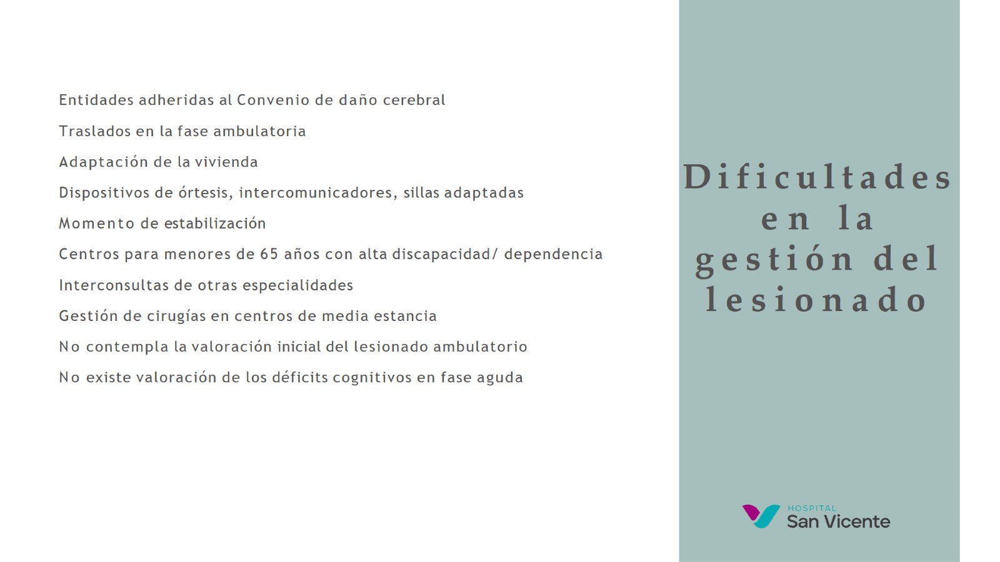 Entidades adheridas al Convenio de daño cerebral
Traslados en la fase ambulatoria
Adaptación de la vivienda
Dispositivos de órtesis, intercomunicadores, sillas adaptadas
Momento de estabilización
Centros para menores de 65 años con alta discapacidad/ dependencia
Interconsultas de otras especialidades
Gestión de cirugías en centros de media estancia
No contempla la valoración inicial del lesionado ambulatorio
No existe valoración de los déficits cognitivos en fase aguda
Dificultades
en la
gestión del
lesionado
HOSPITAL
San Vicente